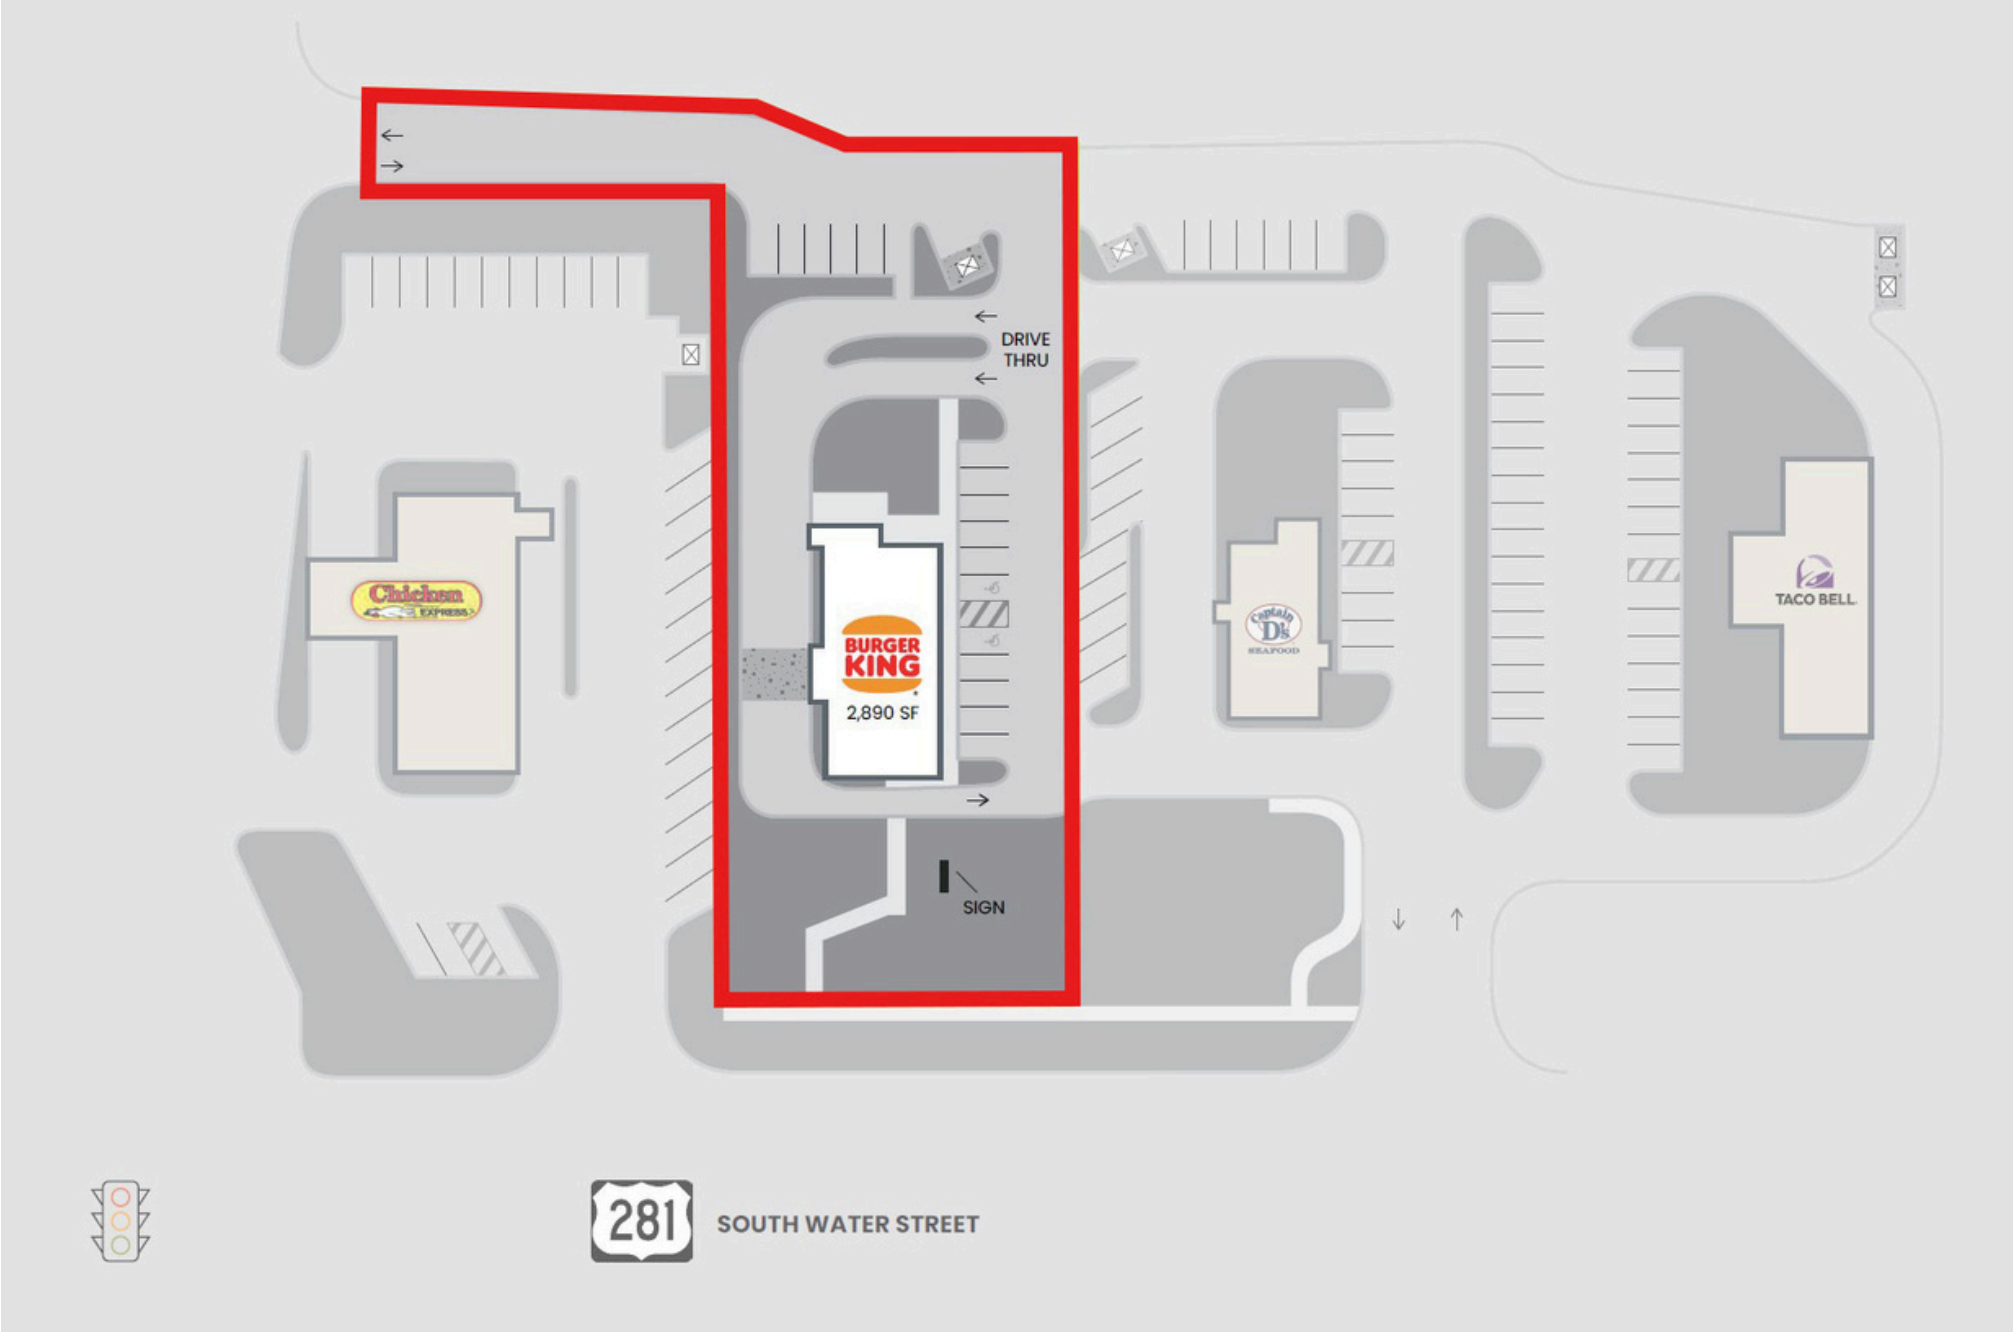 DRIVE
THRU
Chicken
EXPRESS
BURGER
KING
2,890 SF
Captain
D's
SEAFOOD
TACO BELL
SIGN
281
SOUTH WATER STREET